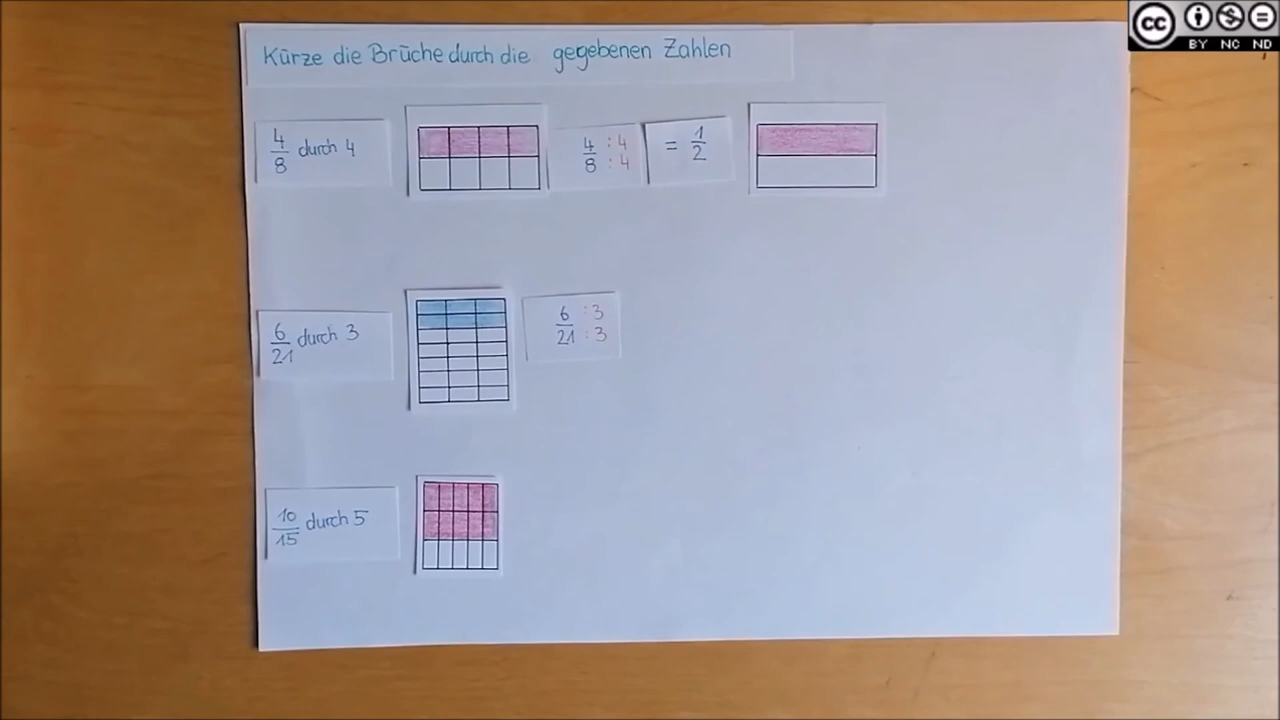 Kürze die Brüche durch die gegebenen Zahlen
4/8 durch 4
4/8 :4 :4
= 1/2
6/21 durch 3
6/21 :3 :3
10/15 durch 5
cc
BY NC ND